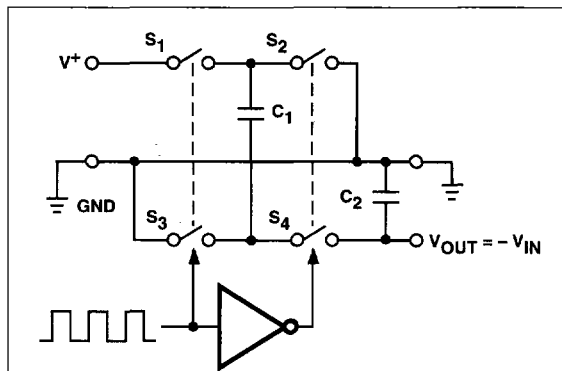 S1
S2
V+
C1
GND
C2
S3
S4
VOUT = – VIN